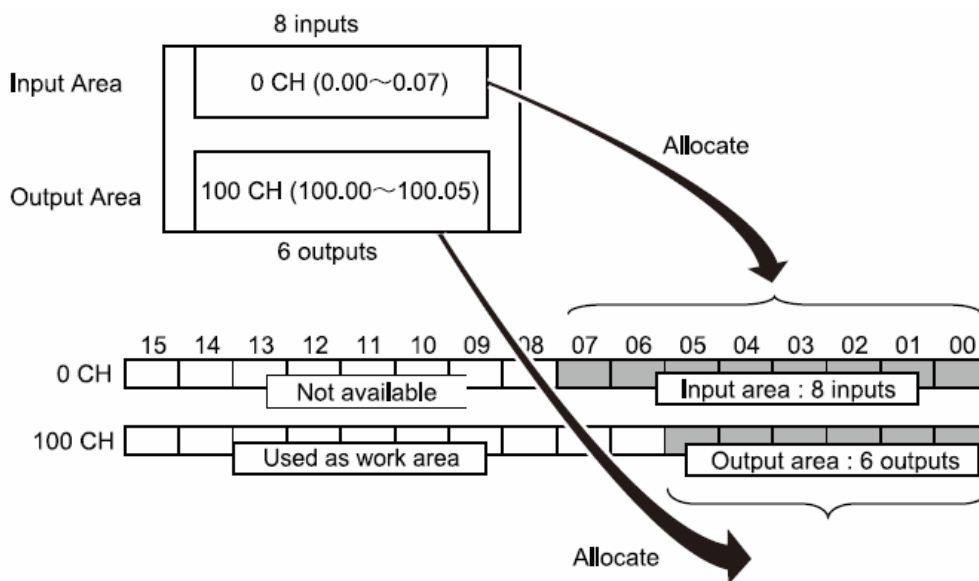 8 inputs
Input Area
0 CH (0.00～0.07)
Allocate
Output Area
100 CH (100.00～100.05)
6 outputs
15 14 13 12 11 10 09 08 07 06 05 04 03 02 01 00
0 CH
Not available
Input area : 8 inputs
100 CH
Used as work area
Output area : 6 outputs
Allocate